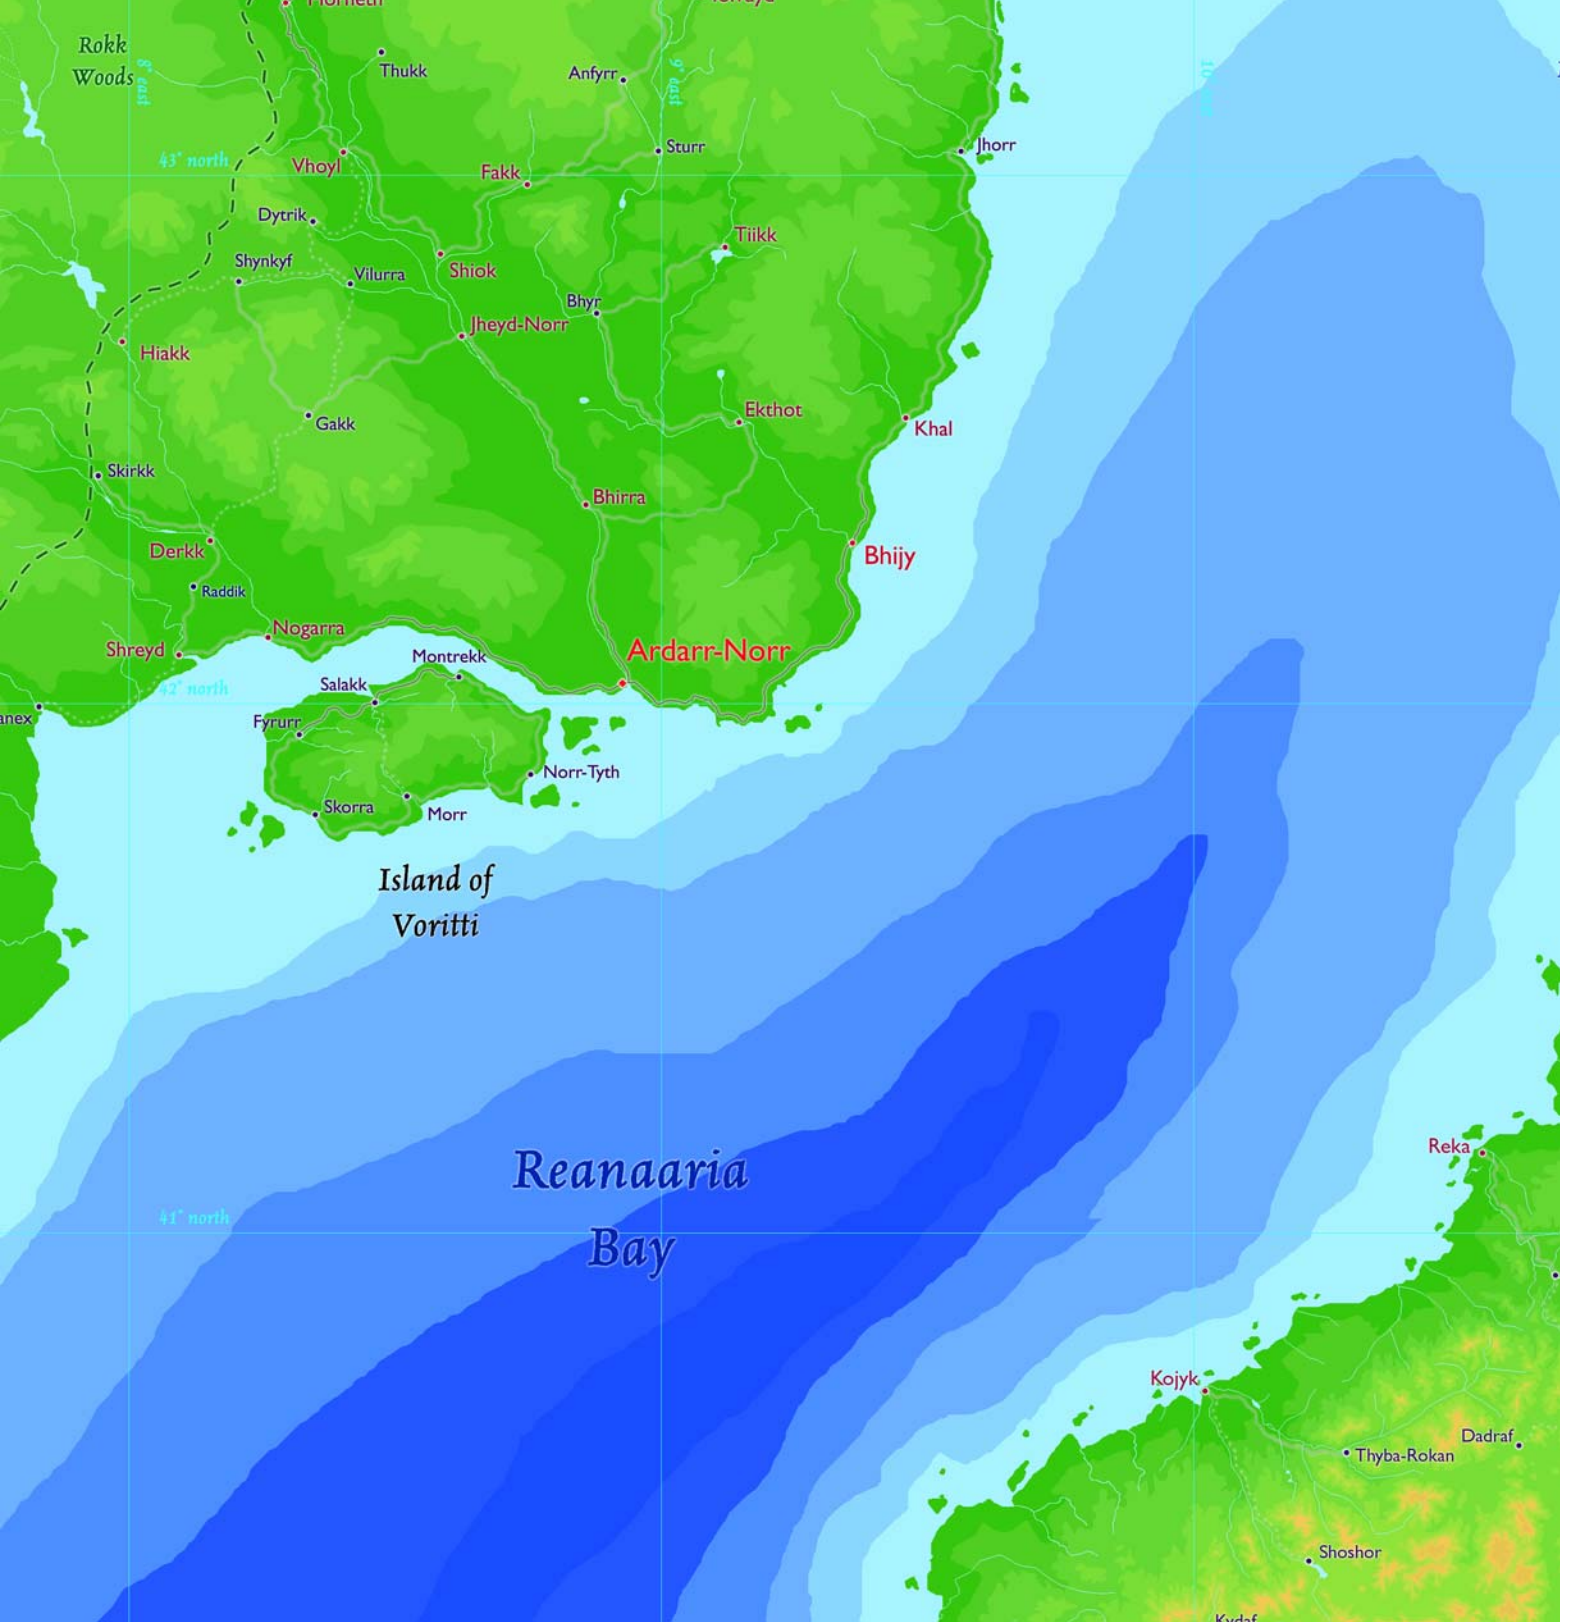 Rokk
Woods
8° east
Thukk
Anfyrr
9° east
43° north
Vhoyl
Fakk
Sturr
Jhorr
Dytrik
Tiikk
Shynkyf
Vilurra
Shiok
Bhyr
Jheyd-Norr
Hiakk
Gakk
Ekthot
Khal
Skirkk
Bhirra
Derkk
Bhijy
Raddik
Nogarra
Shreyd
Montrekk
Ardarr-Norr
42° north
Salakk
Fyrurr
Norr-Tyth
Skorra
Morr
Island of
Voritti
Reka
Reanaaria
Bay
41° north
Kojyk
Thyba-Rokan
Dadraf
Shoshor